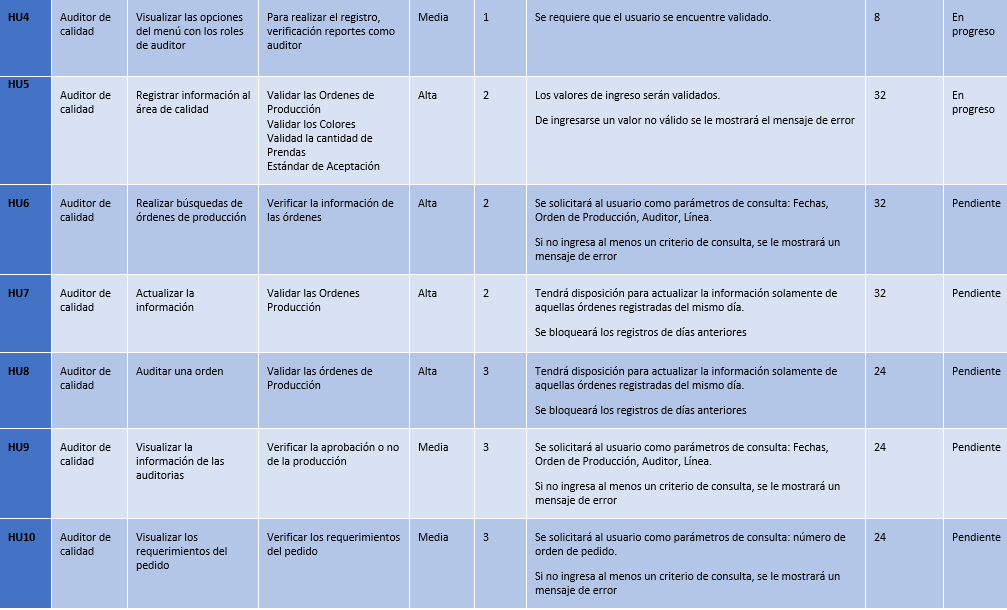 HU4
Auditor de
calidad
Visualizar las opciones
del menú con los roles
de auditor
Para realizar el registro,
verificación reportes como
auditor
Media
1
Se requiere que el usuario se encuentre validado.
8
En
progreso
HU5
Auditor de
calidad
Registrar información al
área de calidad
Validar las Ordenes de
Producción
Validar los Colores
Validad la cantidad de
Prendas
Estándar de Aceptación
Alta
2
Los valores de ingreso serán validados.
De ingresarse un valor no válido se le mostrará el mensaje de error
32
En
progreso
HU6
Auditor de
calidad
Realizar búsquedas de
órdenes de producción
Verificar la información de
las órdenes
Alta
2
Se solicitará al usuario como parámetros de consulta: Fechas,
Orden de Producción, Auditor, Línea.
Si no ingresa al menos un criterio de consulta, se le mostrará un
mensaje de error
32
Pendiente
HU7
Auditor de
calidad
Actualizar la
información
Validar las Ordenes
Producción
Alta
2
Tendrá disposición para actualizar la información solamente de
aquellas órdenes registradas del mismo día.
Se bloqueará los registros de días anteriores
32
Pendiente
HU8
Auditor de
calidad
Auditar una orden
Validar las órdenes de
Producción
Alta
3
Tendrá disposición para actualizar la información solamente de
aquellas órdenes registradas del mismo día.
Se bloqueará los registros de días anteriores
24
Pendiente
HU9
Auditor de
calidad
Visualizar la
información de las
auditorias
Verificar la aprobación o no
de la producción
Media
3
Se solicitará al usuario como parámetros de consulta: Fechas,
Orden de Producción, Auditor, Línea.
Si no ingresa al menos un criterio de consulta, se le mostrará un
mensaje de error
24
Pendiente
HU10
Auditor de
calidad
Visualizar los
requerimientos del
pedido
Verificar los requerimientos
del pedido
Media
3
Se solicitará al usuario como parámetros de consulta: número de
orden de pedido.
Si no ingresa al menos un criterio de consulta, se le mostrará un
mensaje de error
24
Pendiente